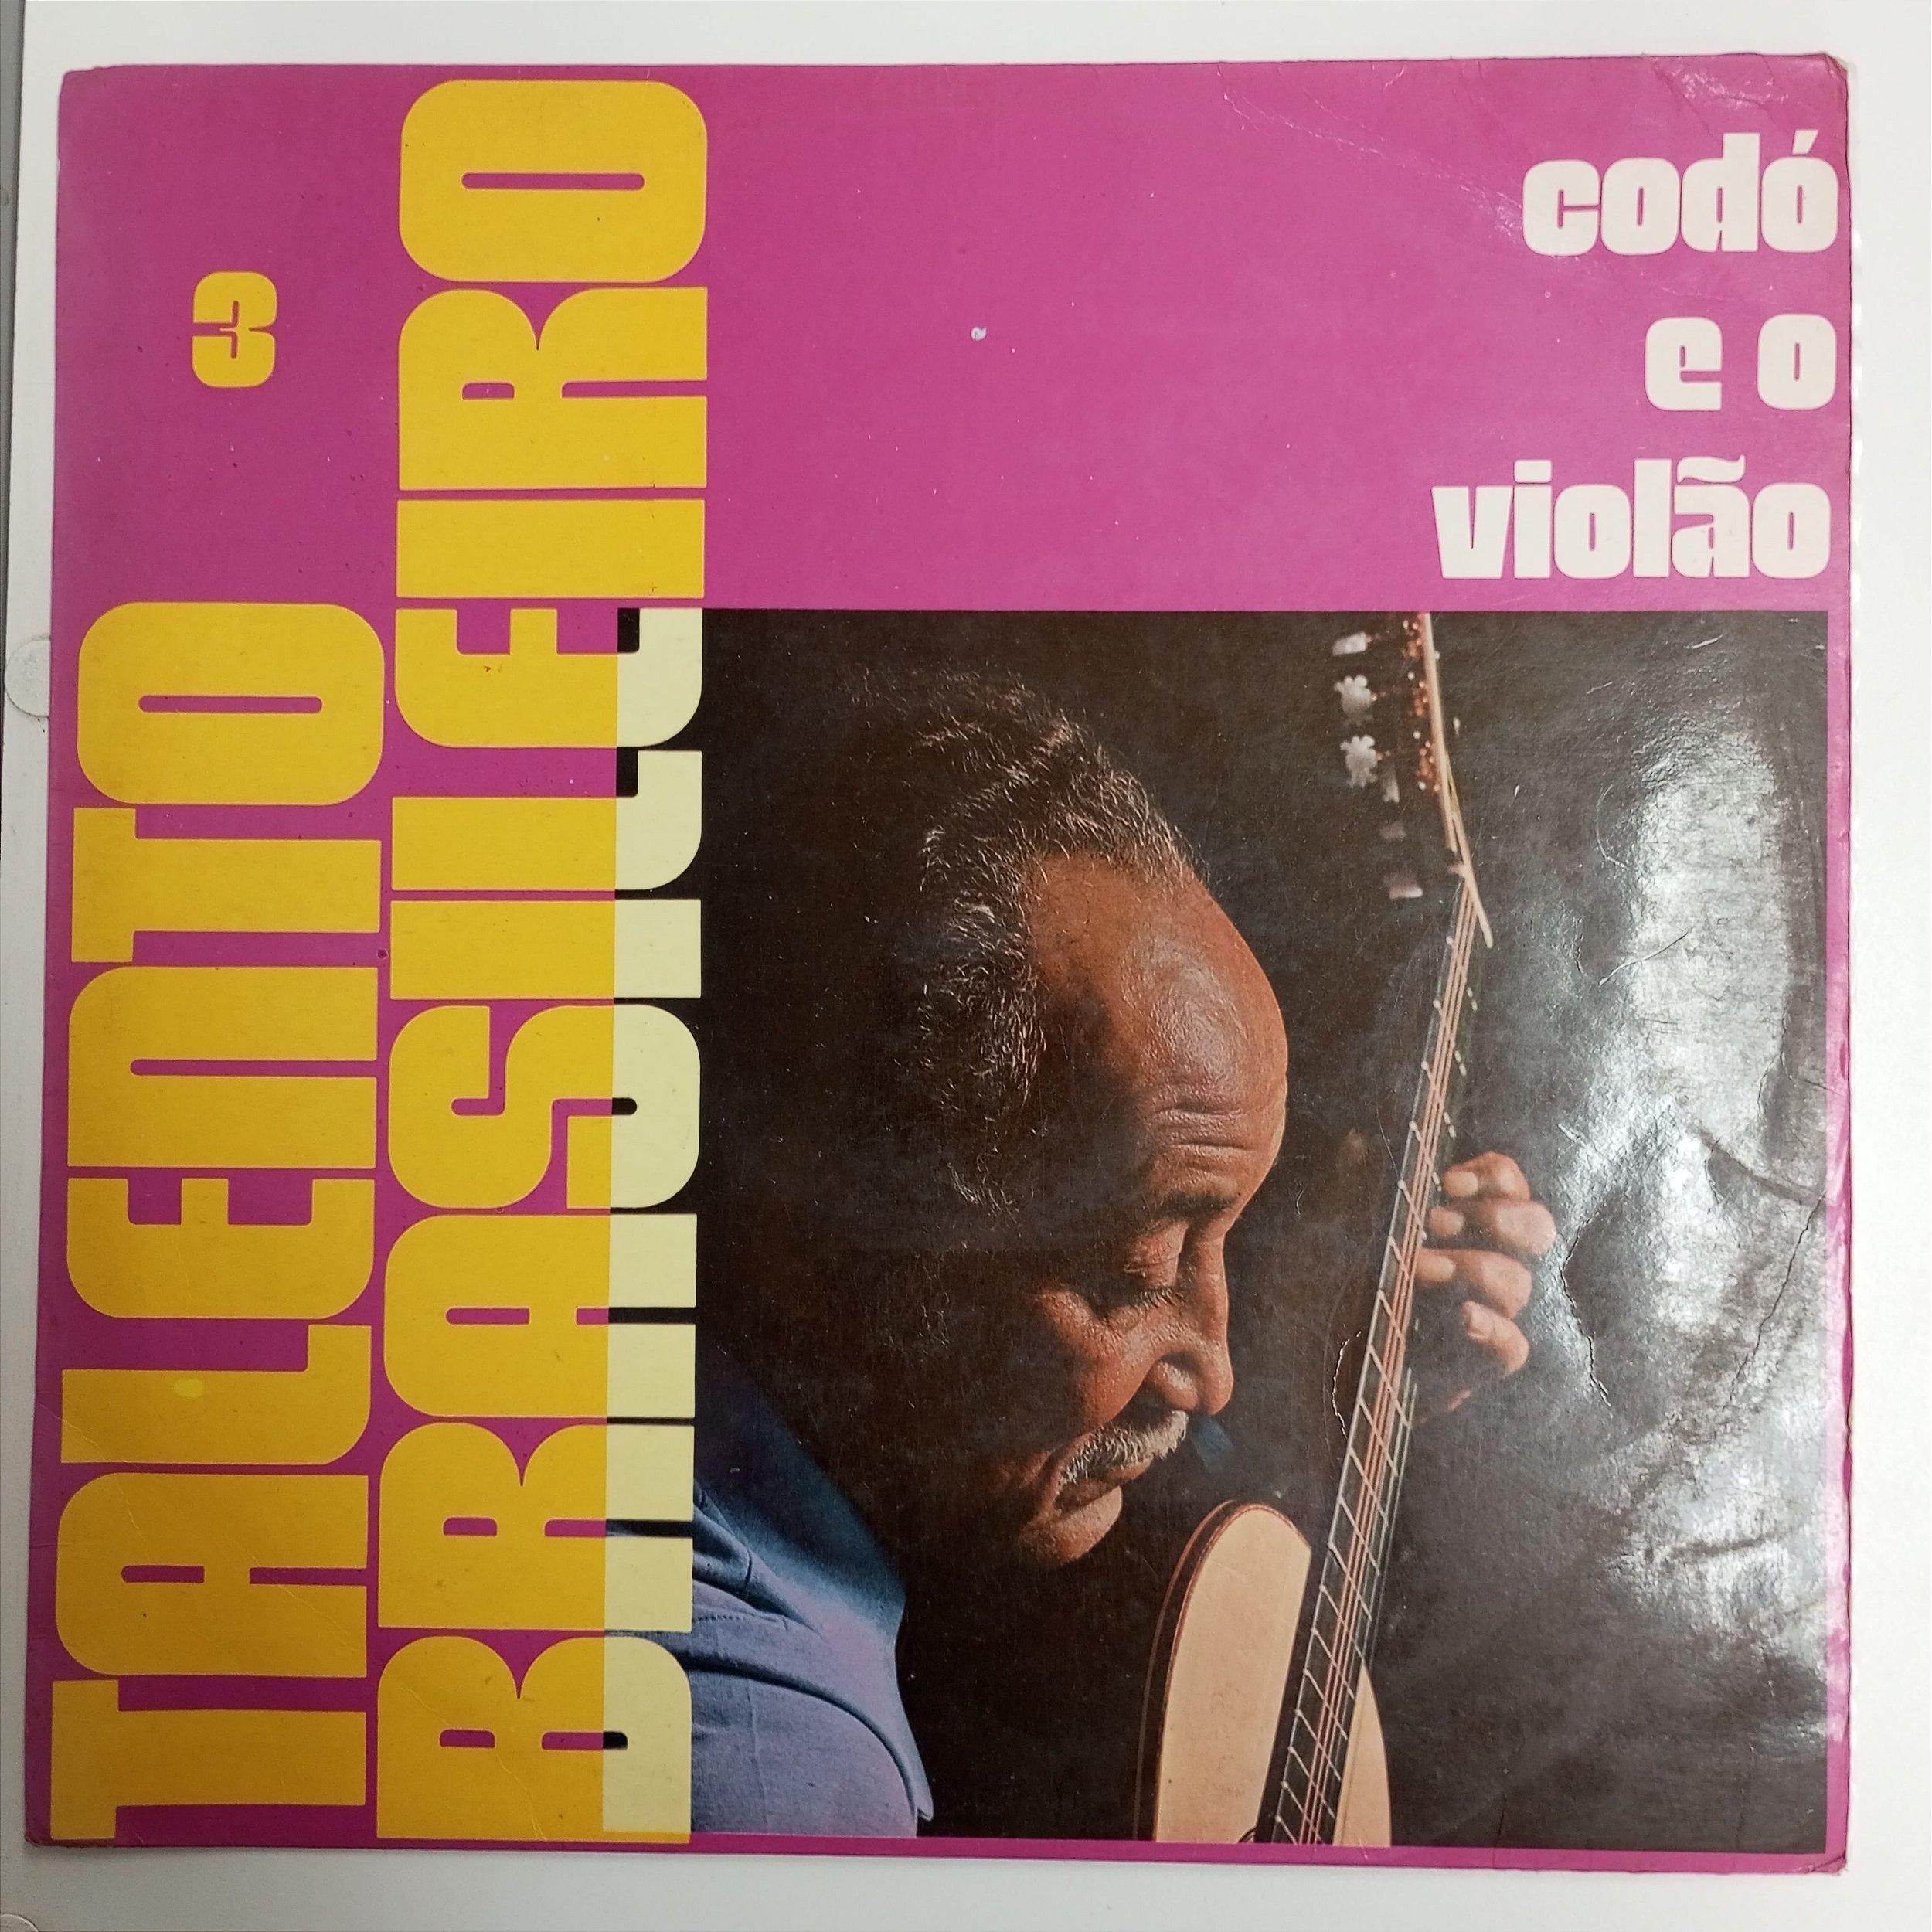 TALENTO 3
BRASILEIRO
codó
e o
violão